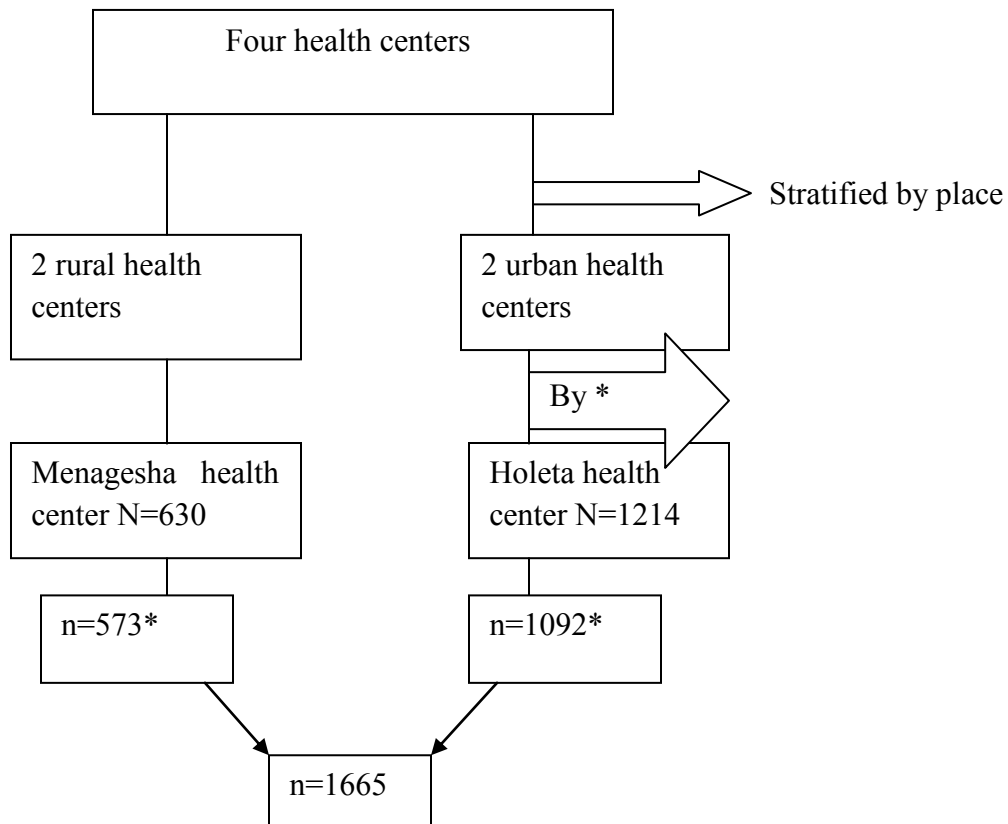 Four health centers
Stratified by place
2 rural health
centers
2 urban health
centers
By *
Menagesha health
center N=630
Holeta health
center N=1214
n=573*
n=1092*
n=1665